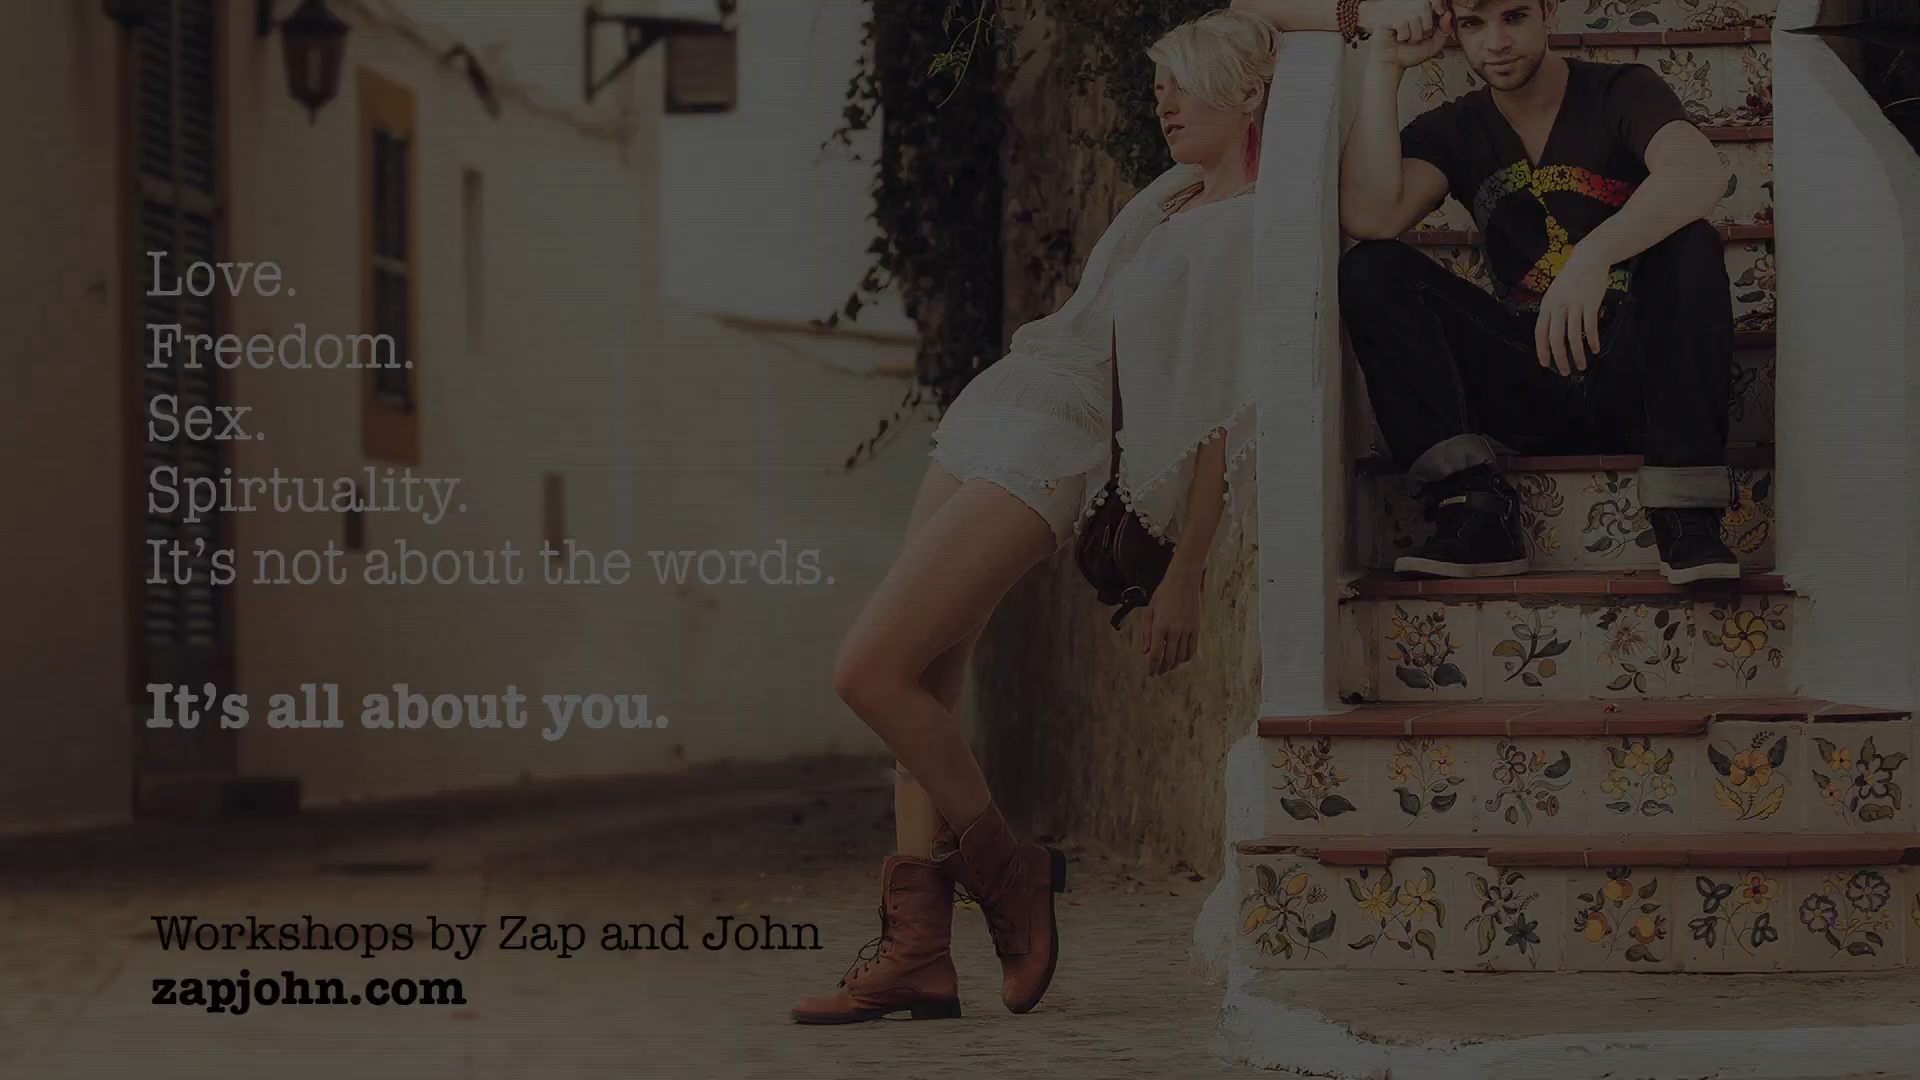 Love.
Freedom.
Sex.
Spirtuality.
It's not about the words.
It's all about you.
Workshops by Zap and John
zapjohn.com